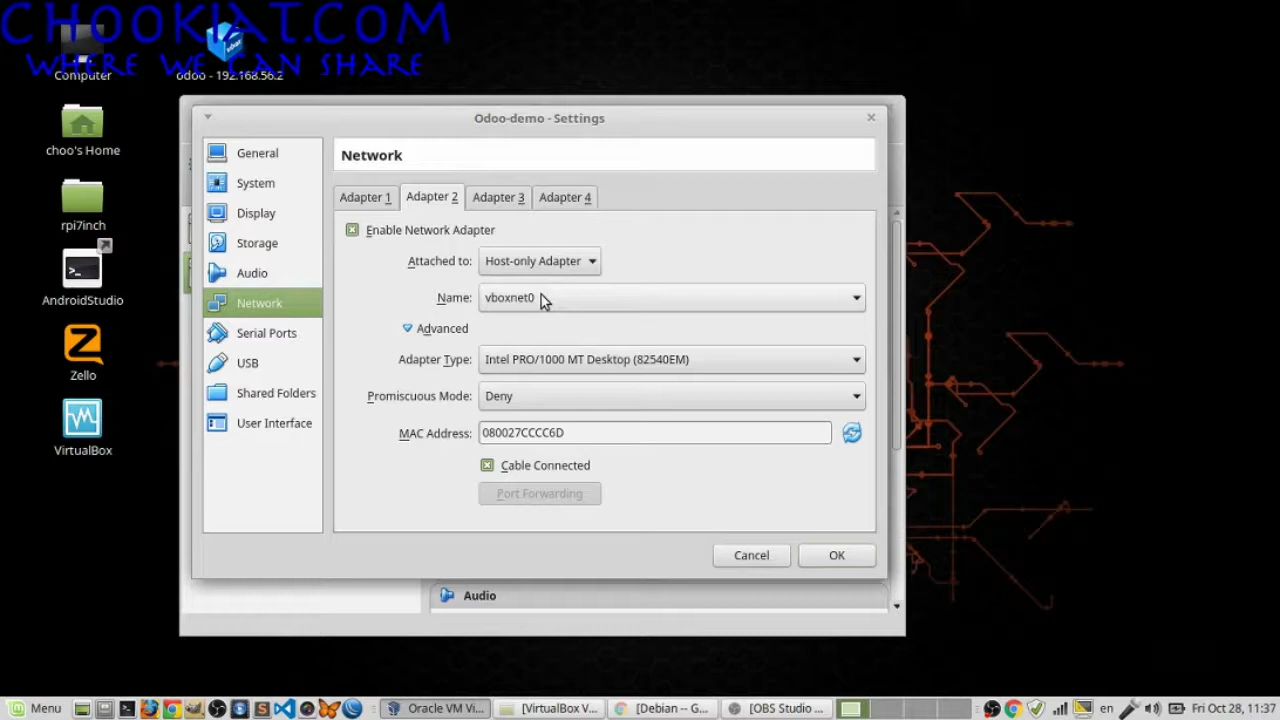 CHOOKIAT.COM
WHERE WE CAN SHARE
Computer
odoo - 192.168.56.2
choo's Home
rpi7inch
AndroidStudio
Zello
VirtualBox
Odoo-demo - Settings
General
System
Display
Storage
Audio
Network
Serial Ports
USB
Shared Folders
User Interface
Network
Adapter 1
Adapter 2
Adapter 3
Adapter 4
Enable Network Adapter
Attached to: Host-only Adapter
Name: vboxnet0
Advanced
Adapter Type: Intel PRO/1000 MT Desktop (82540EM)
Promiscuous Mode: Deny
MAC Address: 080027CCCC6D
Cable Connected
Port Forwarding
Cancel
OK
Audio
Menu
Oracle VM Vi...
[VirtualBox V...
[Debian -- G...
[OBS Studio ...
en
Fri Oct 28, 11:37